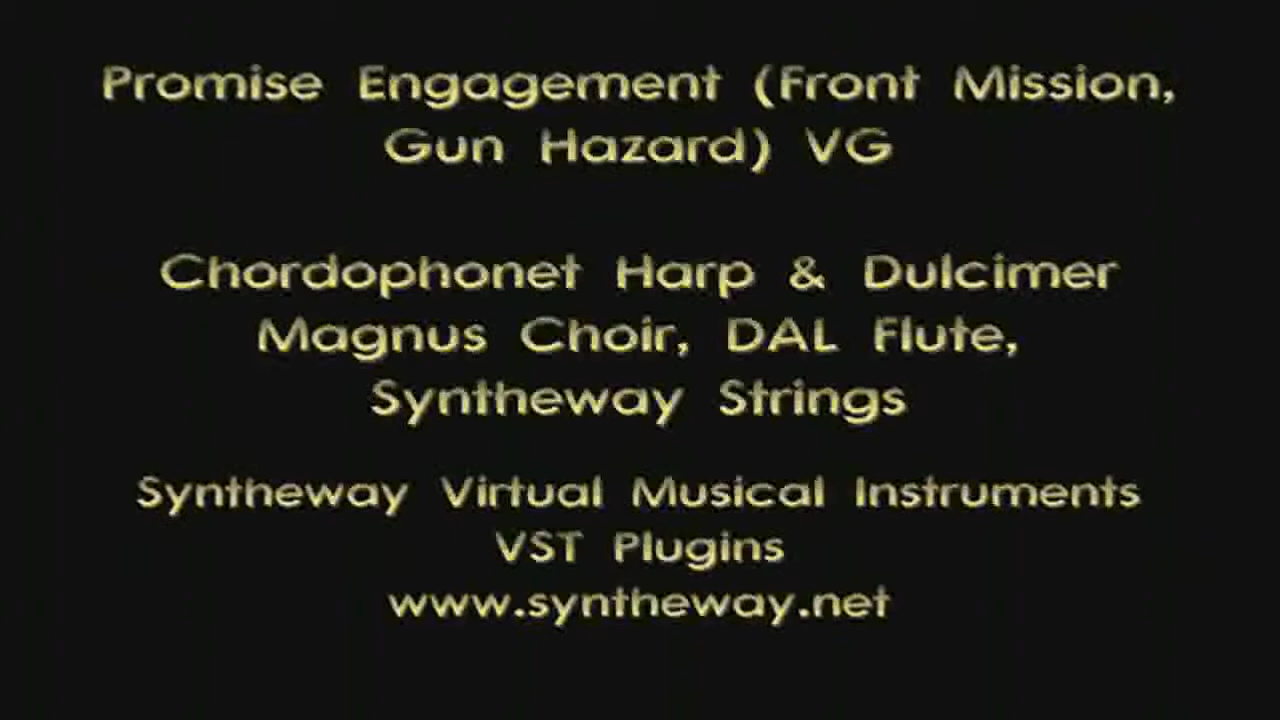 Promise Engagement (Front Mission,
Gun Hazard) VG
Chordophonet Harp & Dulcimer
Magnus Choir, DAL Flute,
Syntheway Strings
Syntheway Virtual Musical Instruments
VST Plugins
www.syntheway.net